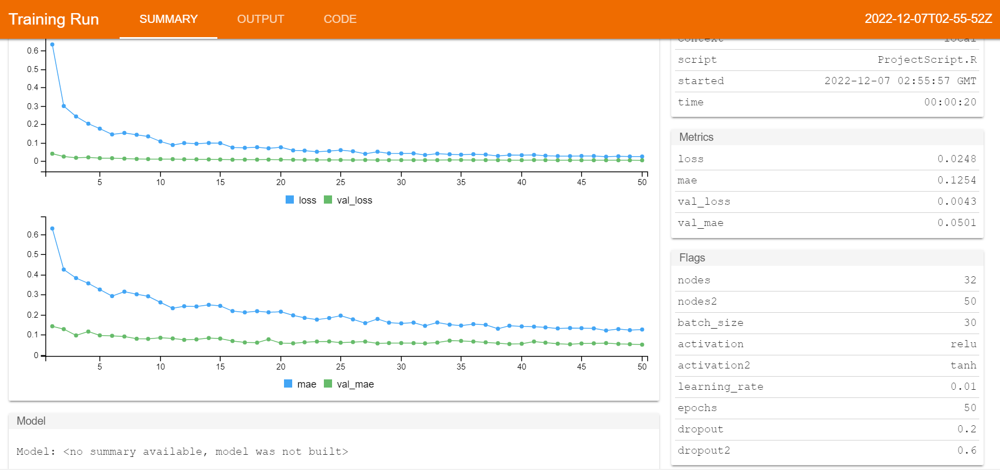 Training Run SUMMARY OUTPUT CODE 2022-12-07T02-55-52Z
0.6
0.5
0.4
0.3
0.2
0.1
0
5 10 15 20 25 30 35 40 45 50
loss val_loss
0.6
0.5
0.4
0.3
0.2
0.1
0
5 10 15 20 25 30 35 40 45 50
mae val_mae
Model
Model: <no summary available, model was not built>
context local
script ProjectScript.R
started 2022-12-07 02:55:57 GMT
time 00:00:20
Metrics
loss 0.0248
mae 0.1254
val_loss 0.0043
val_mae 0.0501
Flags
nodes 32
nodes2 50
batch_size 30
activation relu
activation2 tanh
learning_rate 0.01
epochs 50
dropout 0.2
dropout2 0.6